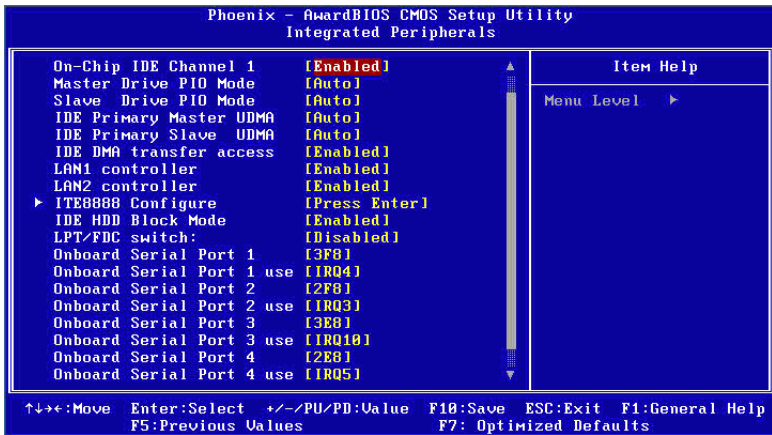 Phoenix - AwardBIOS CMOS Setup Utility
Integrated Peripherals
On-Chip IDE Channel 1 [Enabled]
Master Drive PIO Mode [Auto]
Slave Drive PIO Mode [Auto]
IDE Primary Master UDMA [Auto]
IDE Primary Slave UDMA [Auto]
IDE DMA transfer access [Enabled]
LAN1 controller [Enabled]
LAN2 controller [Enabled]
▶ ITE8888 Configure [Press Enter]
IDE HDD Block Mode [Enabled]
LPT/FDC switch: [Disabled]
Onboard Serial Port 1 [3F8]
Onboard Serial Port 1 use [IRQ4]
Onboard Serial Port 2 [2F8]
Onboard Serial Port 2 use [IRQ3]
Onboard Serial Port 3 [3E8]
Onboard Serial Port 3 use [IRQ10]
Onboard Serial Port 4 [2E8]
Onboard Serial Port 4 use [IRQ5]
Item Help
Menu Level ▶
↑↓→←:Move Enter:Select +/-/PU/PD:Value F10:Save ESC:Exit F1:General Help
F5:Previous Values F7: Optimized Defaults